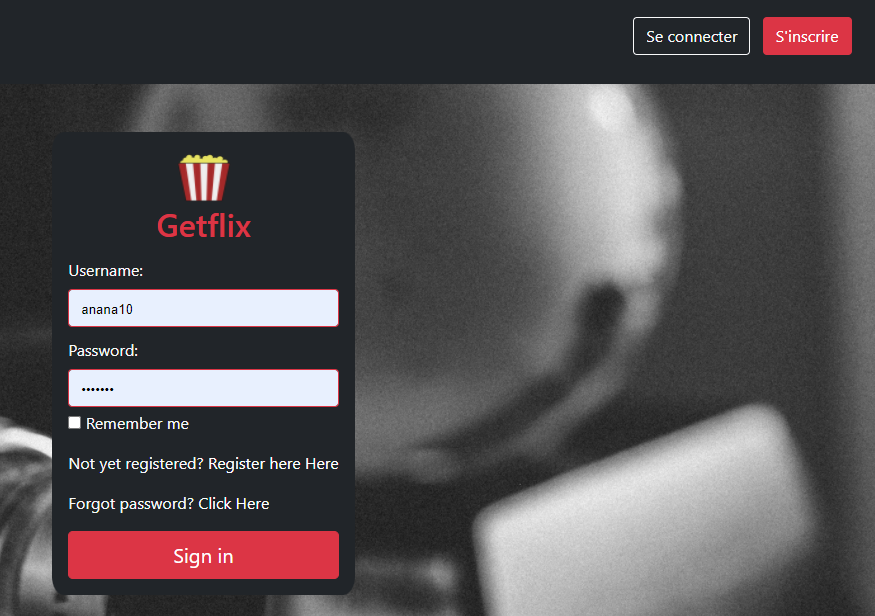 Se connecter
S'inscrire
Getflix
Username:
anana10
Password:
•••••••
Remember me
Not yet registered? Register here Here
Forgot password? Click Here
Sign in